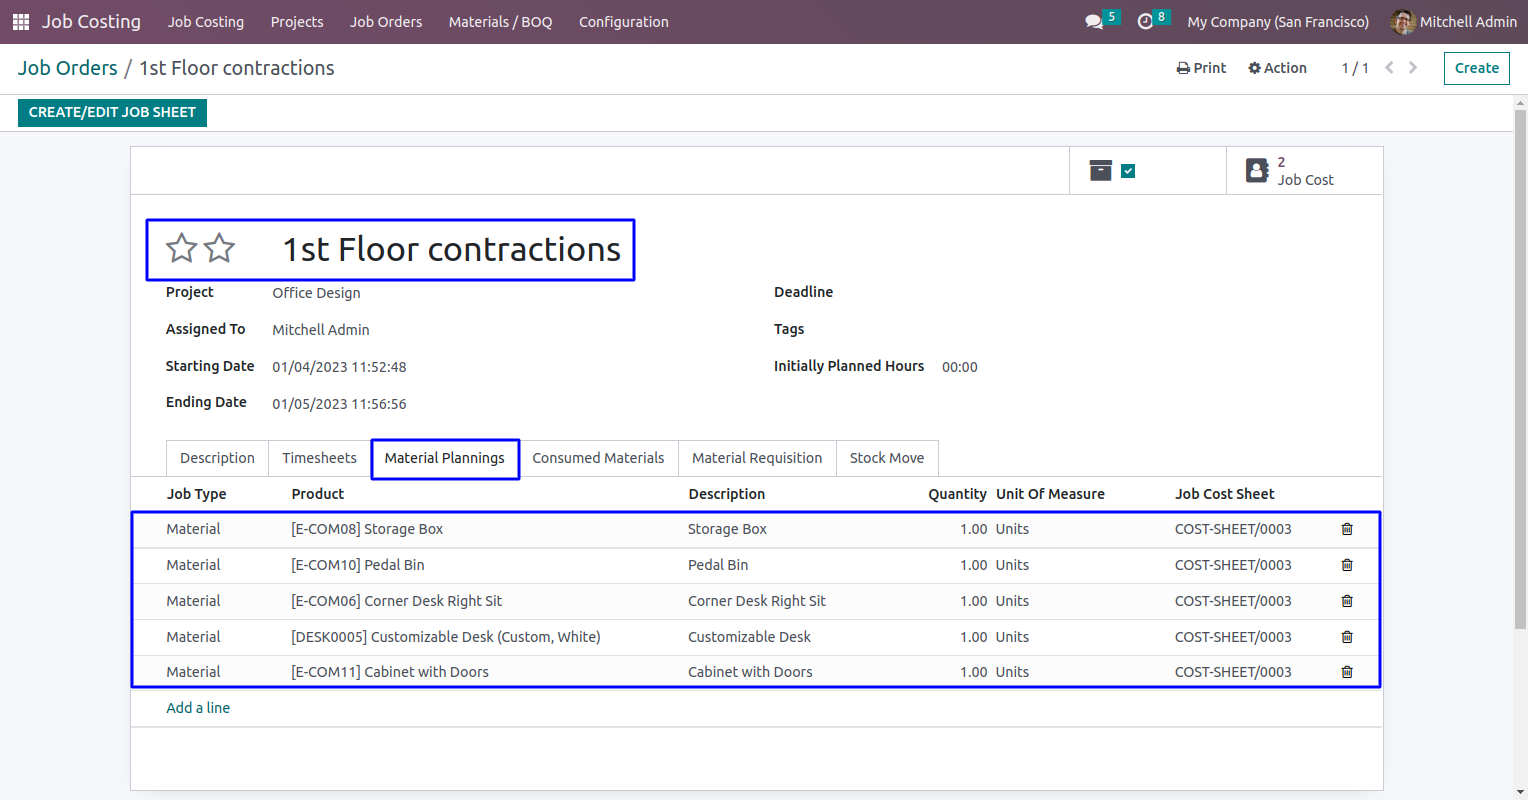 Job Costing Job Costing Projects Job Orders Materials / BOQ Configuration 5 8 My Company (San Francisco) Mitchell Admin
Job Orders / 1st Floor contractions Print Action 1 / 1 Create
CREATE/EDIT JOB SHEET
2
Job Cost
1st Floor contractions
Project Office Design Deadline
Assigned To Mitchell Admin Tags
Starting Date 01/04/2023 11:52:48 Initially Planned Hours 00:00
Ending Date 01/05/2023 11:56:56
Description Timesheets Material Plannings Consumed Materials Material Requisition Stock Move
Job Type Product Description Quantity Unit Of Measure Job Cost Sheet
Material [E-COM08] Storage Box Storage Box 1.00 Units COST-SHEET/0003
Material [E-COM10] Pedal Bin Pedal Bin 1.00 Units COST-SHEET/0003
Material [E-COM06] Corner Desk Right Sit Corner Desk Right Sit 1.00 Units COST-SHEET/0003
Material [DESK0005] Customizable Desk (Custom, White) Customizable Desk 1.00 Units COST-SHEET/0003
Material [E-COM11] Cabinet with Doors Cabinet with Doors 1.00 Units COST-SHEET/0003
Add a line